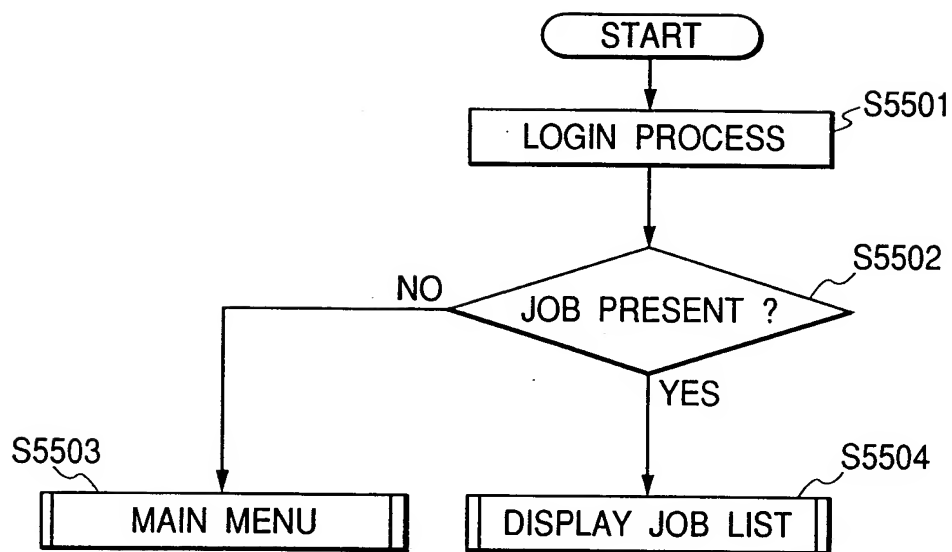 START
S5501
LOGIN PROCESS
S5502
NO
JOB PRESENT ?
YES
S5503
S5504
MAIN MENU
DISPLAY JOB LIST